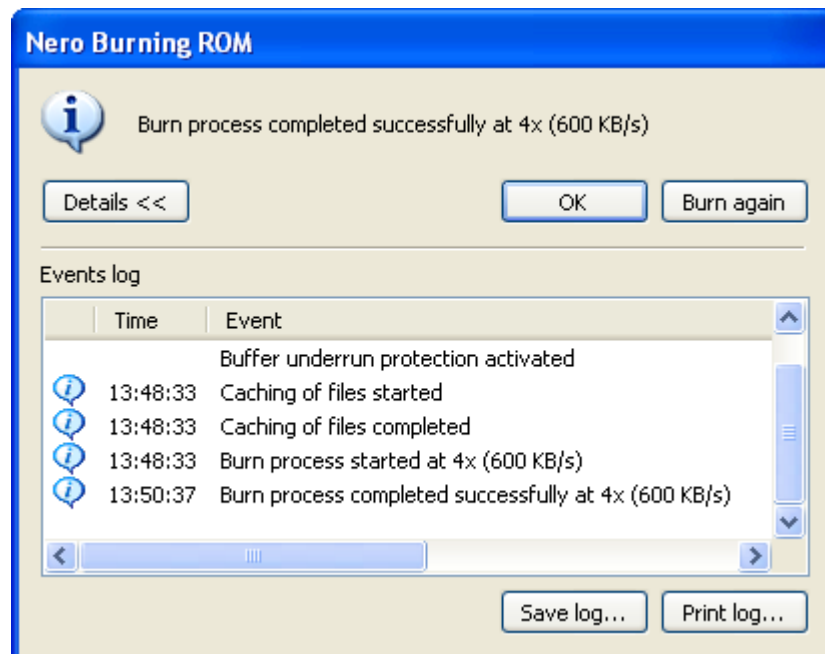 Nero Burning ROM
Burn process completed successfully at 4x (600 KB/s)
Details << OK Burn again
Events log
Time Event
Buffer underrun protection activated
13:48:33 Caching of files started
13:48:33 Caching of files completed
13:48:33 Burn process started at 4x (600 KB/s)
13:50:37 Burn process completed successfully at 4x (600 KB/s)
Save log... Print log...